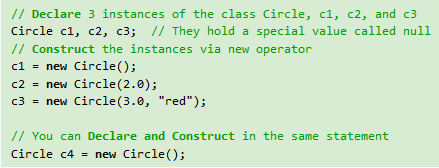 // Declare 3 instances of the class Circle, c1, c2, and c3
Circle c1, c2, c3;  // They hold a special value called null
// Construct the instances via new operator
c1 = new Circle();
c2 = new Circle(2.0);
c3 = new Circle(3.0, "red");
// You can Declare and Construct in the same statement
Circle c4 = new Circle();